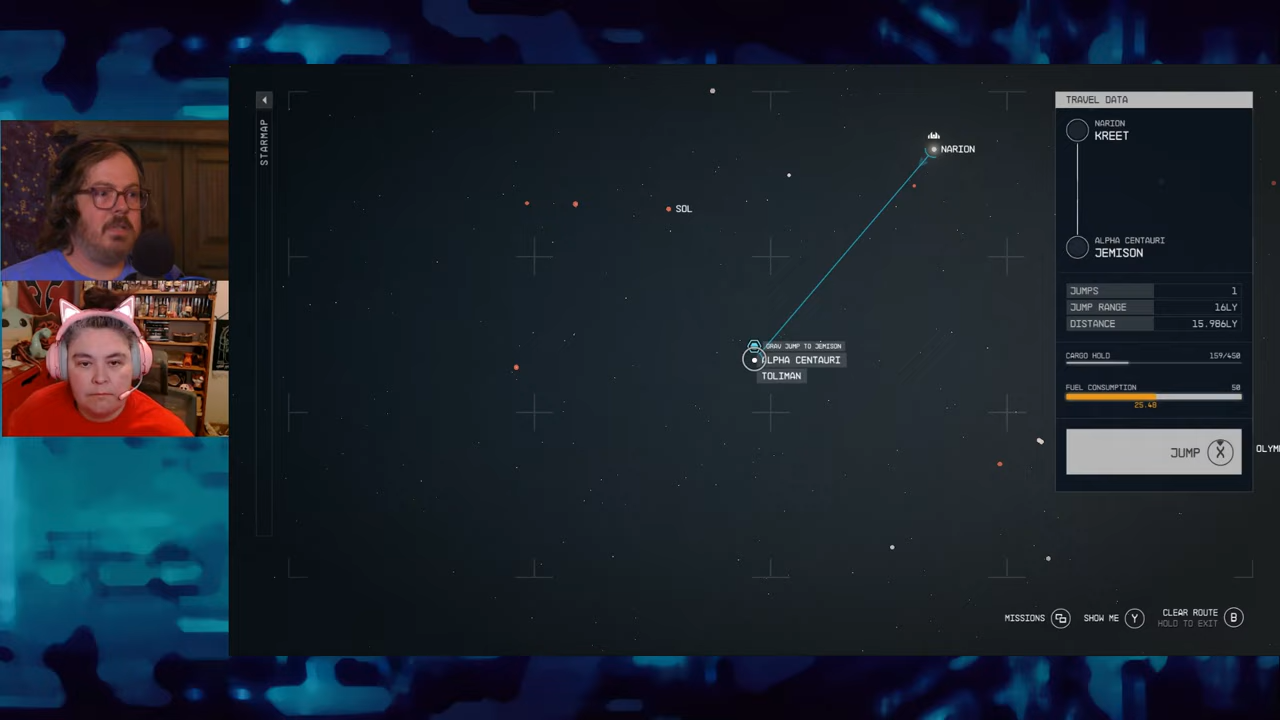 STARMAP
NARION
SOL
GRAV JUMP TO JEMISON
ALPHA CENTAURI
TOLIMAN
TRAVEL DATA
NARION
KREET
ALPHA CENTAURI
JEMISON
JUMPS 1
JUMP RANGE 16LY
DISTANCE 15.986LY
CARGO HOLD 159/450
FUEL CONSUMPTION 50
25.48
JUMP X
MISSIONS
SHOW ME Y
CLEAR ROUTE B
HOLD TO EXIT